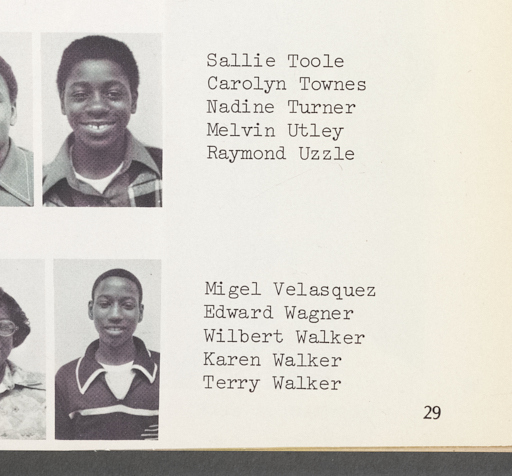 Sallie Toole
Carolyn Townes
Nadine Turner
Melvin Utley
Raymond Uzzle
Migel Velasquez
Edward Wagner
Wilbert Walker
Karen Walker
Terry Walker
29